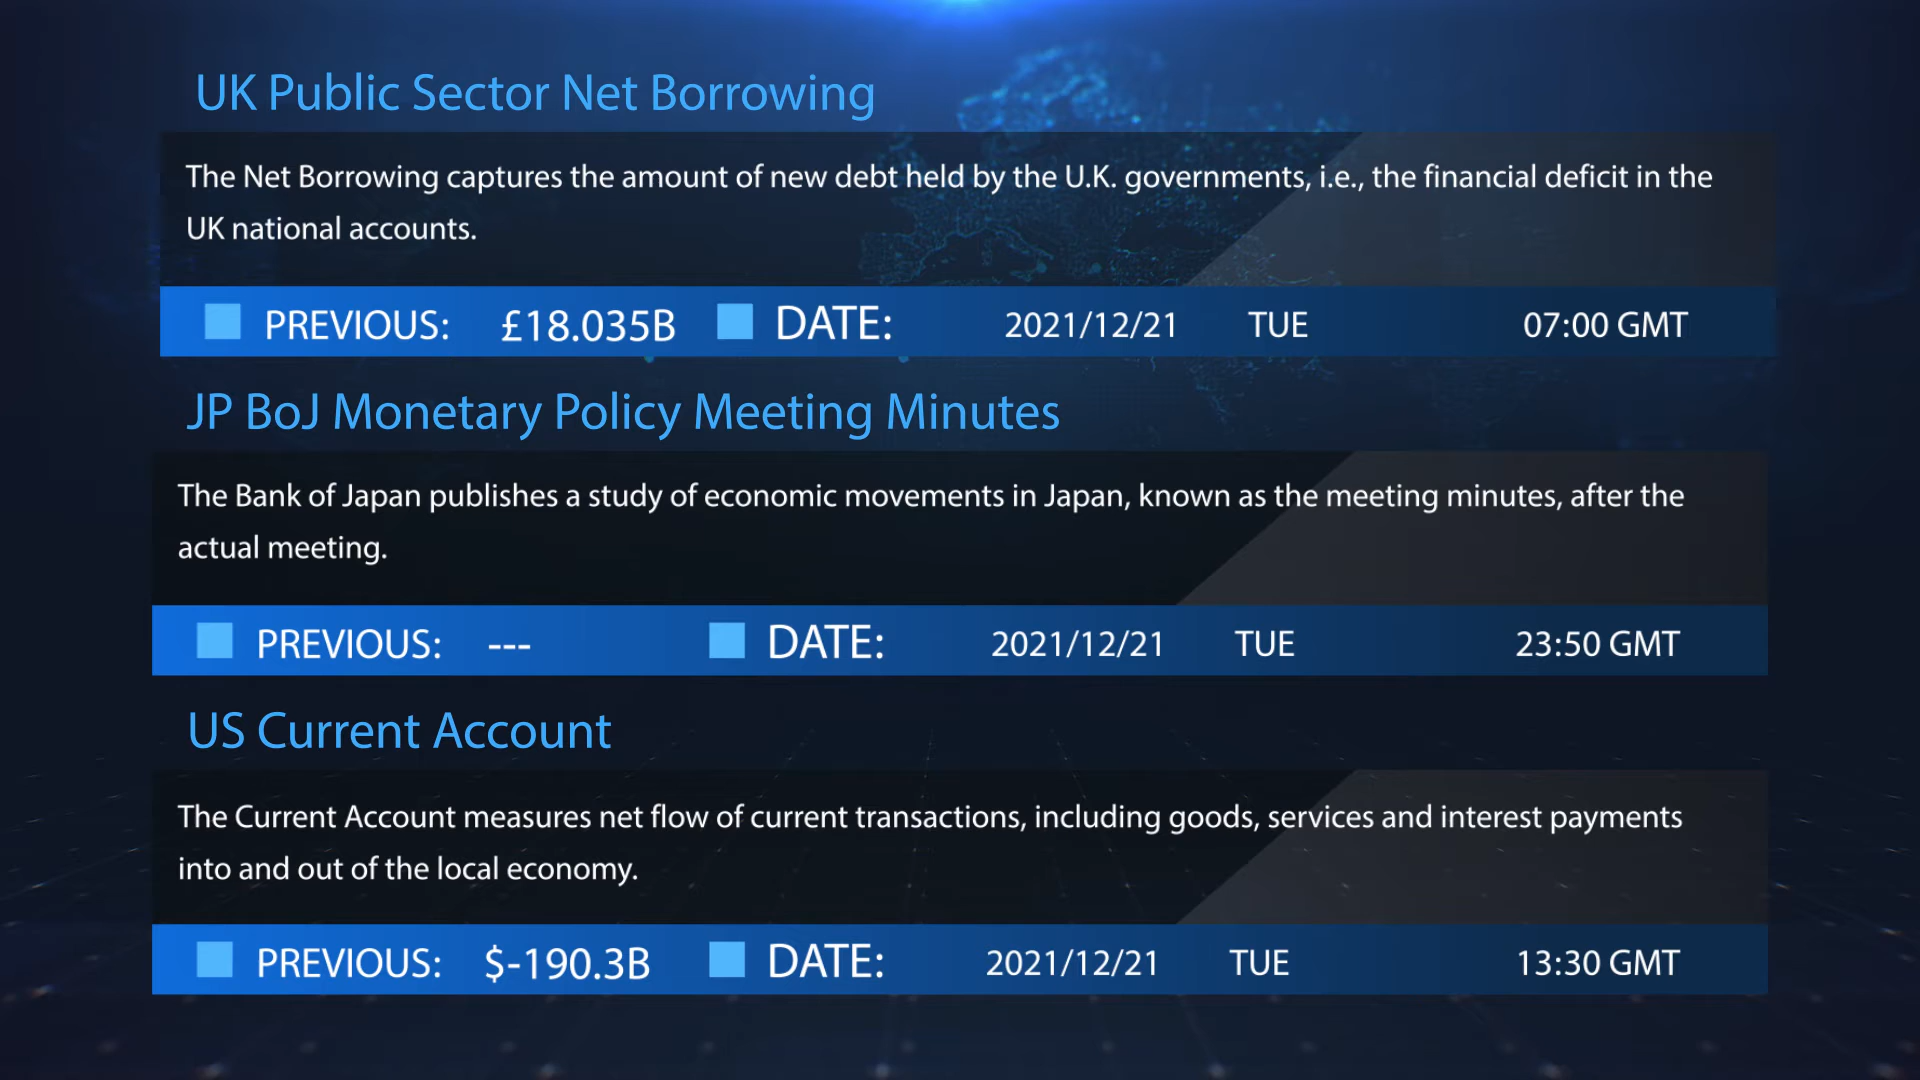 UK Public Sector Net Borrowing
The Net Borrowing captures the amount of new debt held by the U.K. governments, i.e., the financial deficit in the
UK national accounts.
PREVIOUS: £18.035B DATE: 2021/12/21 TUE 07:00 GMT
JP BoJ Monetary Policy Meeting Minutes
The Bank of Japan publishes a study of economic movements in Japan, known as the meeting minutes, after the
actual meeting.
PREVIOUS: --- DATE: 2021/12/21 TUE 23:50 GMT
US Current Account
The Current Account measures net flow of current transactions, including goods, services and interest payments
into and out of the local economy.
PREVIOUS: $-190.3B DATE: 2021/12/21 TUE 13:30 GMT